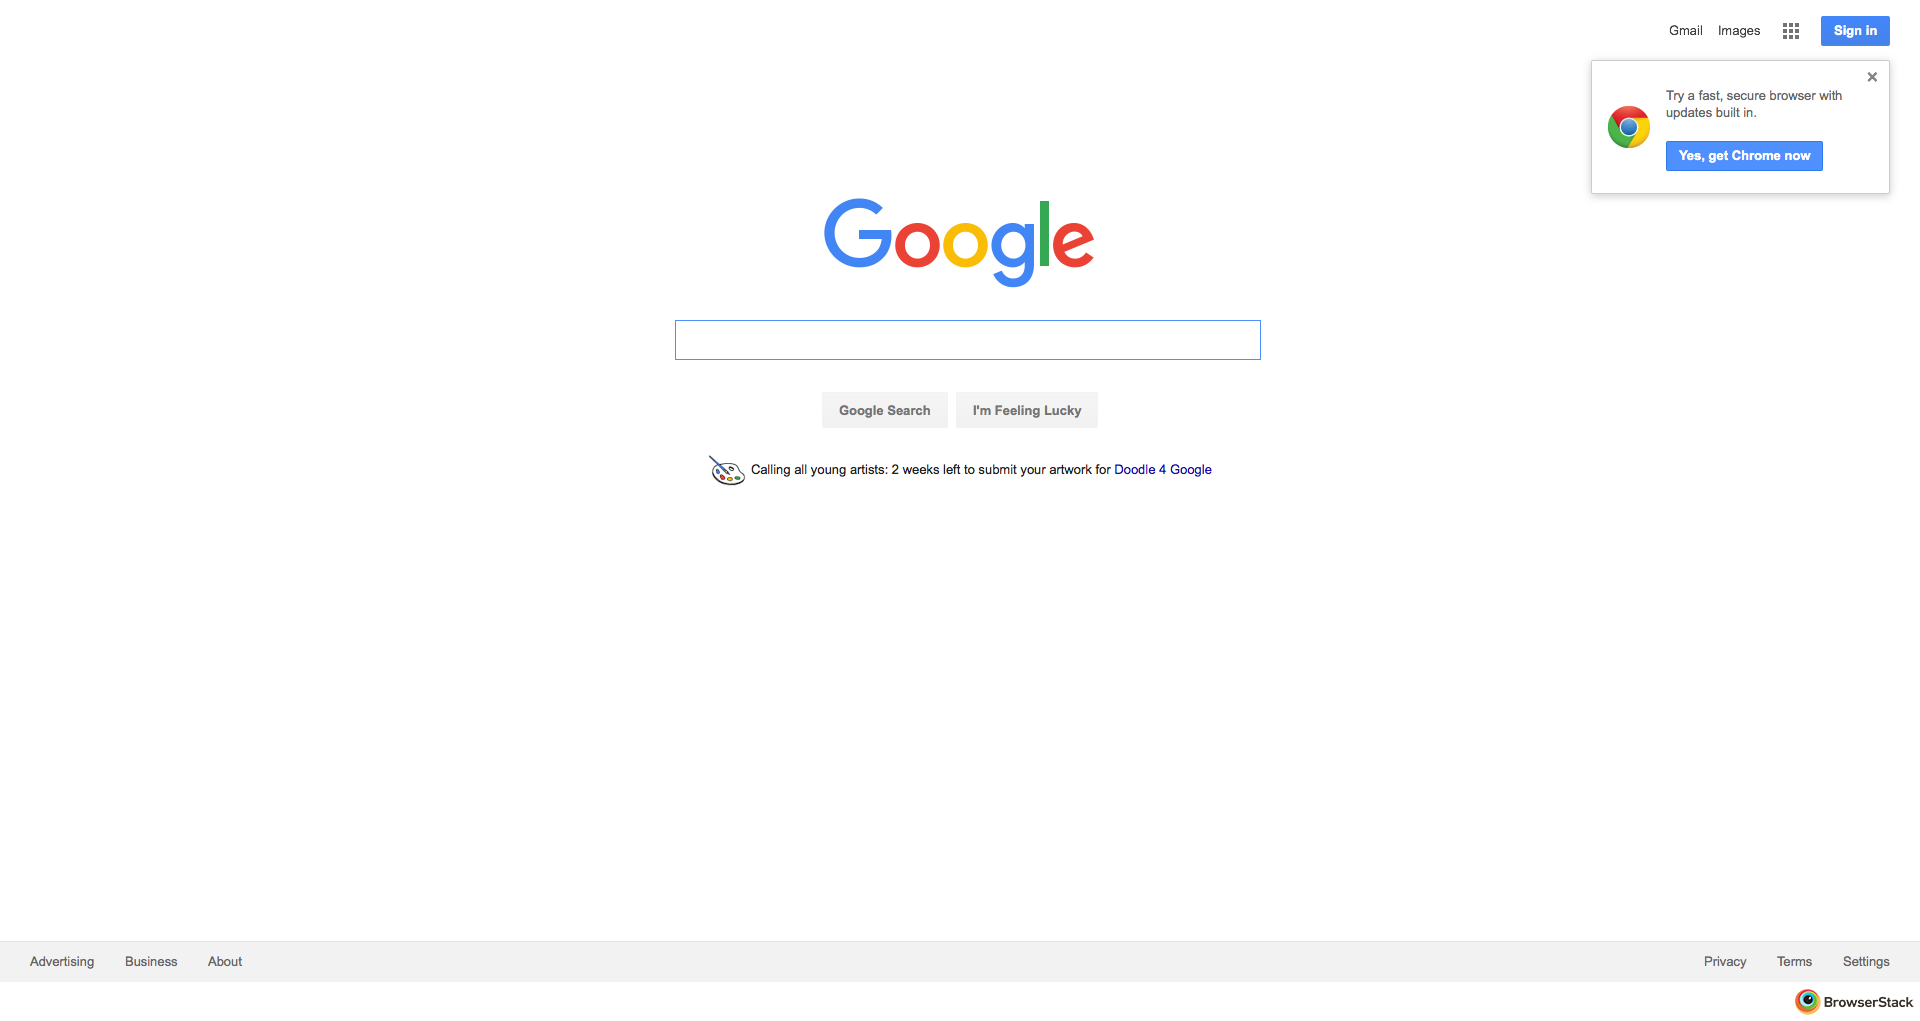 Gmail Images Sign in
Try a fast, secure browser with
updates built in.
Yes, get Chrome now
Google
Google Search I'm Feeling Lucky
Calling all young artists: 2 weeks left to submit your artwork for Doodle 4 Google
Advertising Business About Privacy Terms Settings
BrowserStack